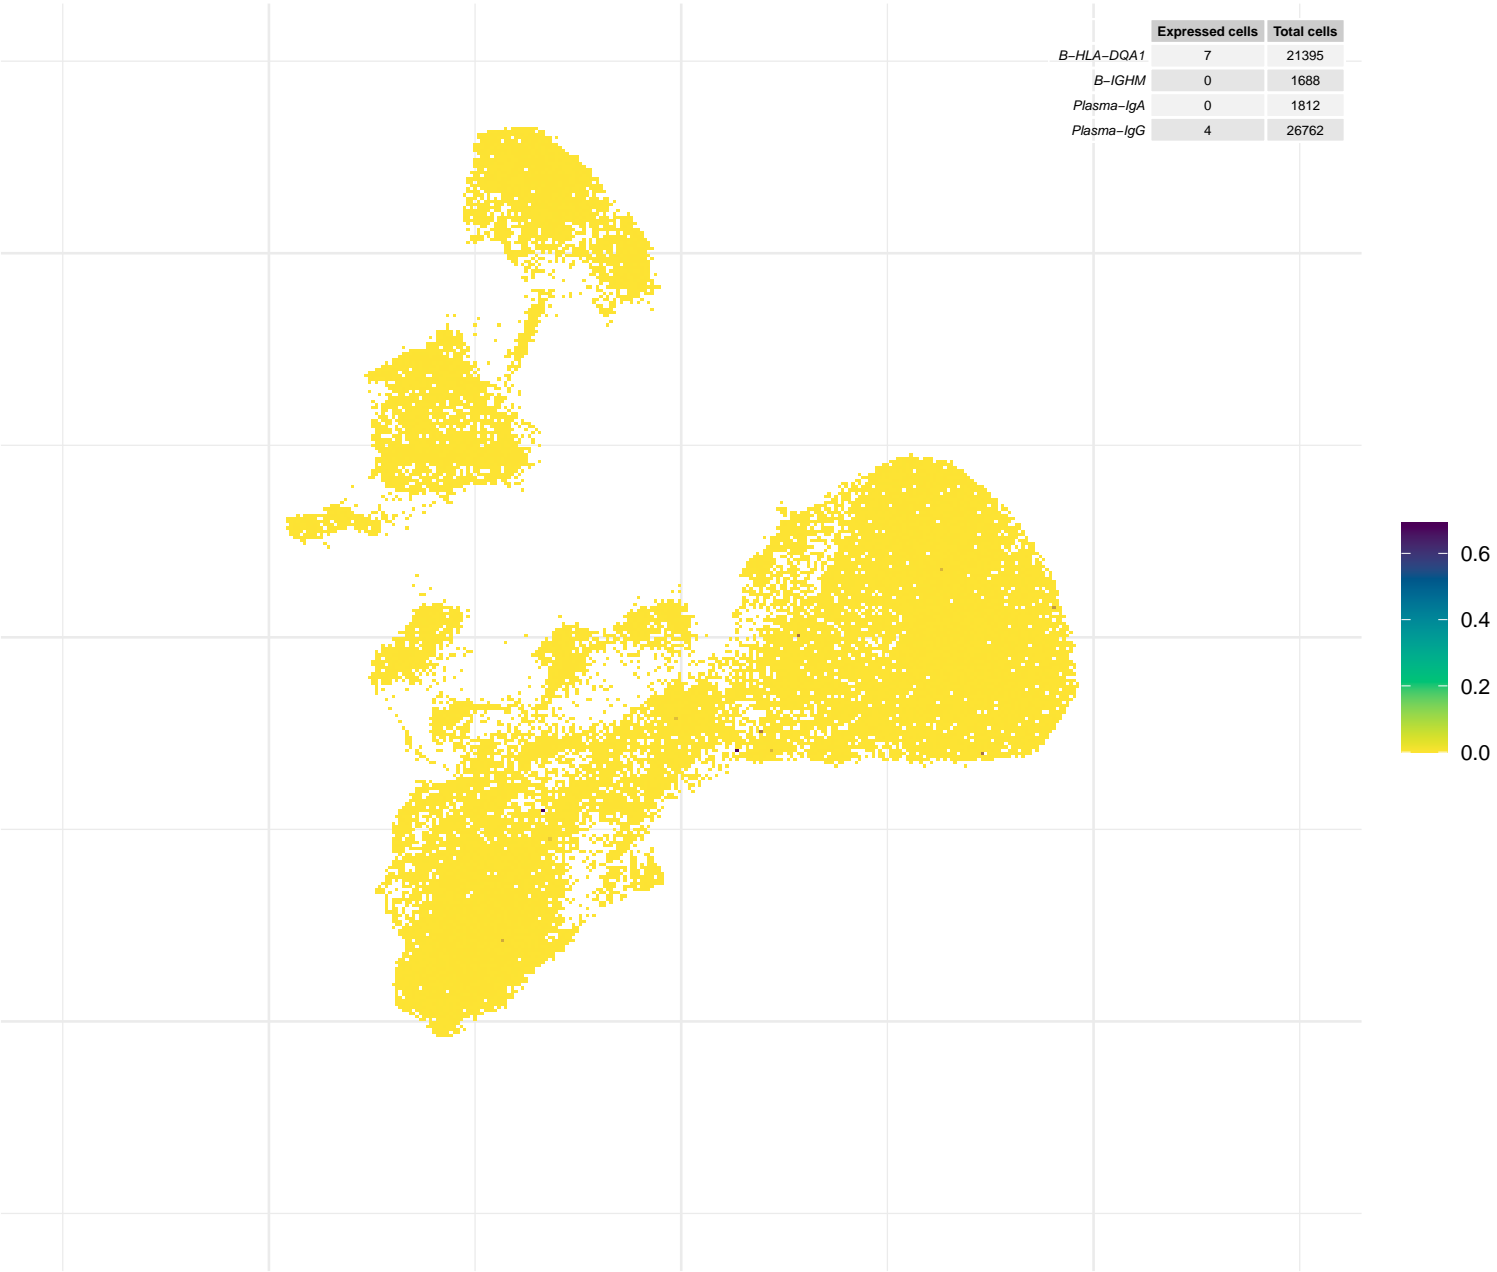 Expressed cells Total cells
B−HLA−DQA1 7 21395
B−IGHM 0 1688
Plasma−IgA 0 1812
Plasma−IgG 4 26762
0.6
0.4
0.2
0.0